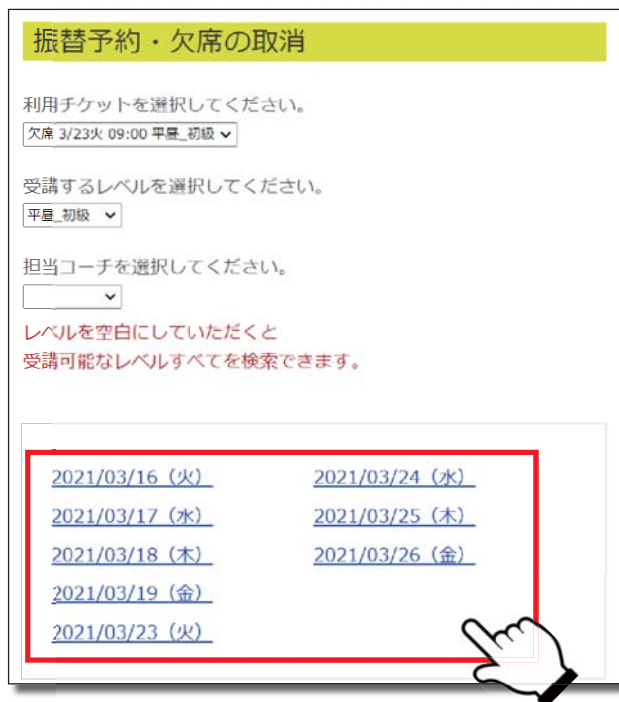 振替予約・欠席の取消
利用チケットを選択してください。
欠席 3/23火 09:00 平昼_初級
受講するレベルを選択してください。
平昼_初級
担当コーチを選択してください。
レベルを空白にしていただくと
受講可能なレベルすべてを検索できます。
2021/03/16（火）
2021/03/17（水）
2021/03/18（木）
2021/03/19（金）
2021/03/23（火）
2021/03/24（水）
2021/03/25（木）
2021/03/26（金）